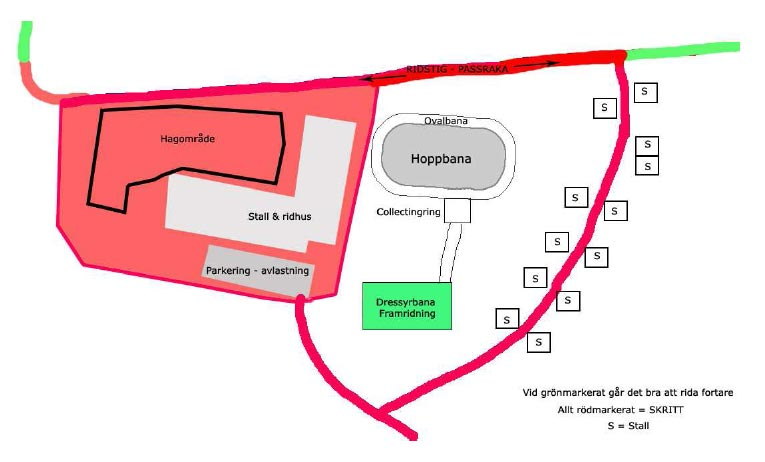 RIDSTIG - PASSRAKA
Hagområde
Ovalbana
Hoppbana
Stall & ridhus
Collectingring
Parkering - avlastning
Dressyrbana
Framridning
S
S
S
S
S
S
S
S
S
S
S
S
Vid grönmarkerat går det bra att rida fortare
Allt rödmarkerat = SKRITT
S = Stall